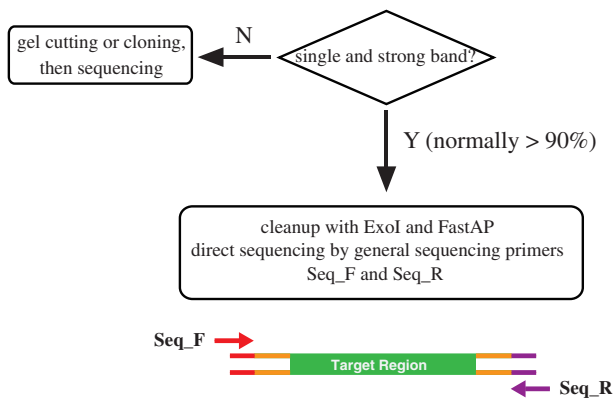 N
gel cutting or cloning,
then sequencing
single and strong band?
Y (normally > 90%)
cleanup with ExoI and FastAP
direct sequencing by general sequencing primers
Seq_F and Seq_R
Seq_F
Target Region
Seq_R